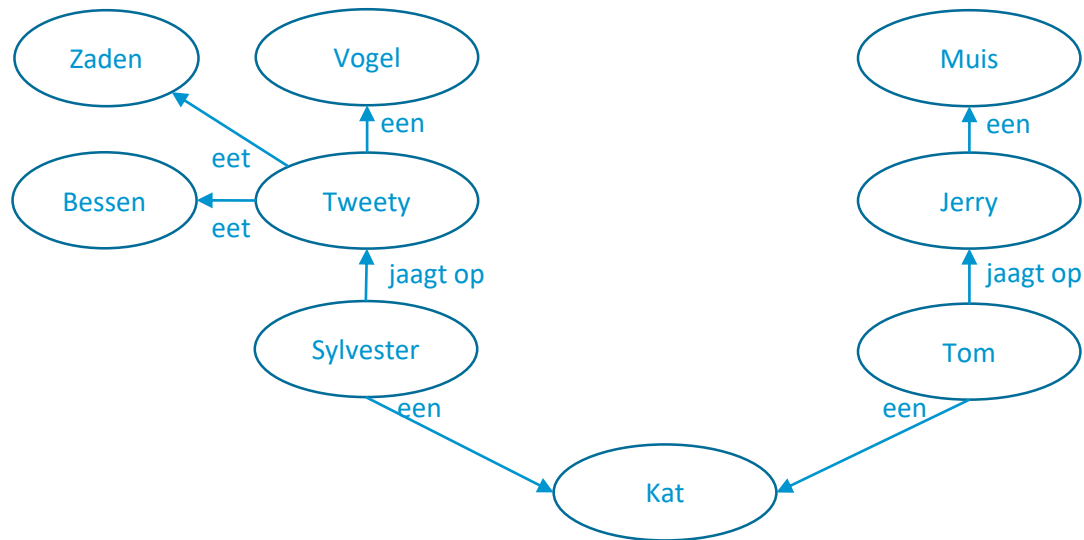 Zaden
Vogel
Muis
een
een
eet
Bessen
Tweety
Jerry
eet
jaagt op
jaagt op
Sylvester
Tom
een
een
Kat